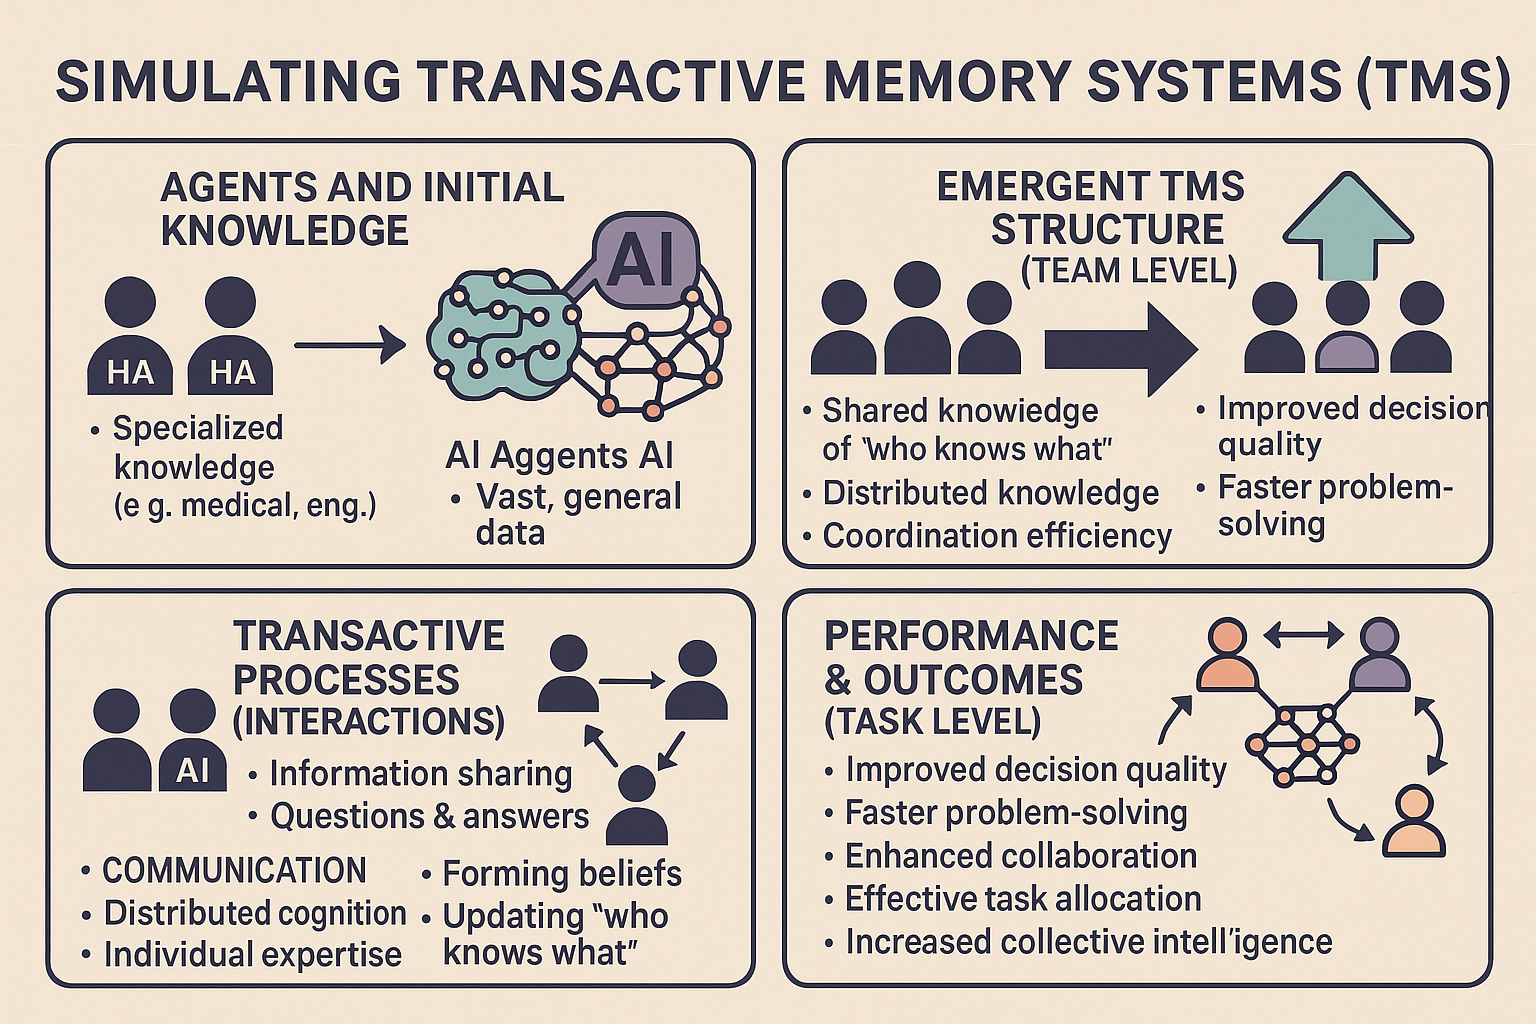 SIMULATING TRANSACTIVE MEMORY SYSTEMS (TMS)
AGENTS AND INITIAL
KNOWLEDGE
AI
HA
HA
• Specialized
knowledge
(e g. medical, eng.)
AI Aggents AI
• Vast, general
data
EMERGENT TMS
STRUCTURE
(TEAM LEVEL)
• Shared knowiedge
of "who knows what"
• Distributed knowledge
• Coordination efficiency
• Improved decision
quality
• Faster problem-
solving
TRANSACTIVE
PROCESSES
(INTERACTIONS)
AI
• Information sharing
• Questions & answers
• COMMUNICATION
• Distributed cognition
• Individual expertise
• Forming beliefs
• Updating "who
knows what"
PERFORMANCE
& OUTCOMES
(TASK LEVEL)
• Improved decision quality
• Faster problem-solving
• Enhanced collaboration
• Effective task allocation
• Increased collective intell'igence